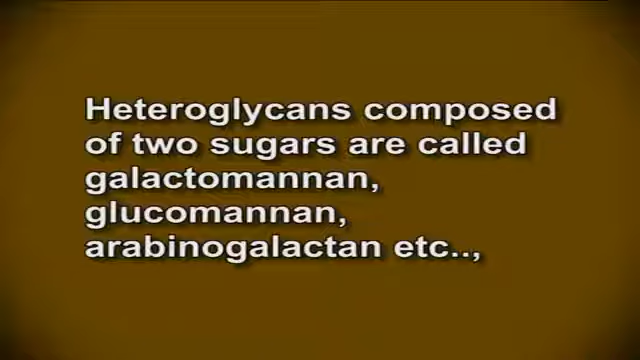 Heteroglycans composed
of two sugars are called
galactomannan,
glucomannan,
arabinogalactan etc..,